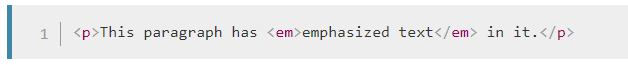 1 <p>This paragraph has <em>emphasized text</em> in it.</p>